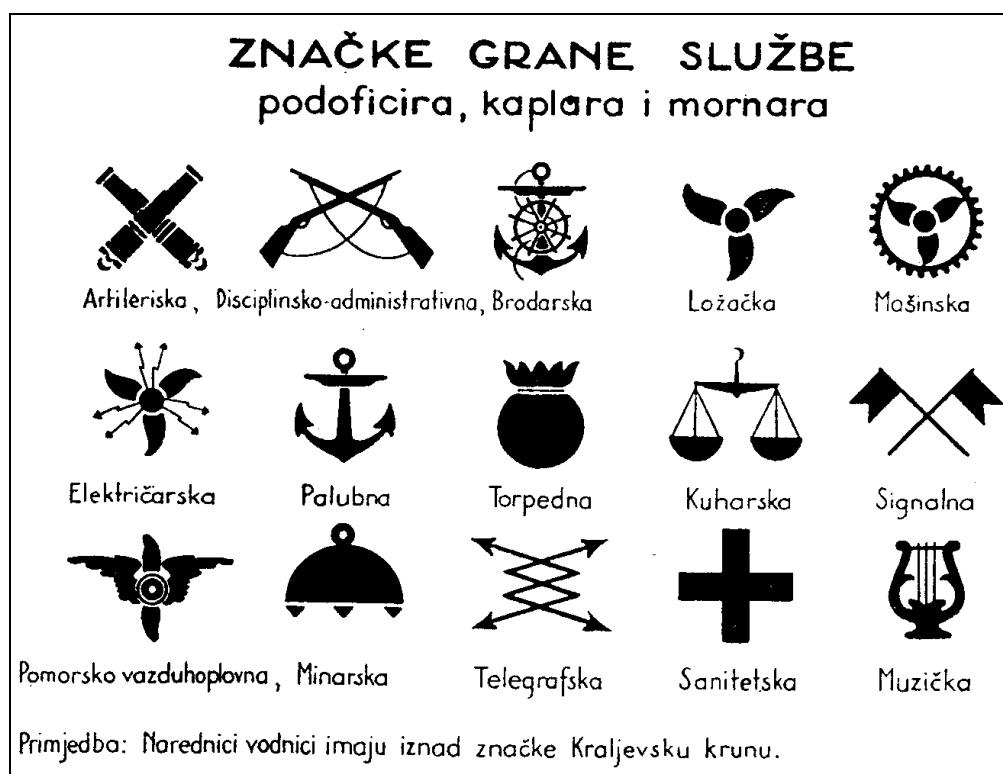 ZNAČKE GRANE SLUŽBE
podoficira, kaplara i mornara
Artileriska, Disciplinsko-administrativna, Brodarska Ložačka Mašinska
Električarska Palubna Torpedna Kuharska Signalna
Pomorsko vazduhoplovna, Minarska Telegrafska Sanitetska Muzička
Primjedba: Narednici vodnici imaju iznad značke Kraljevsku krunu.